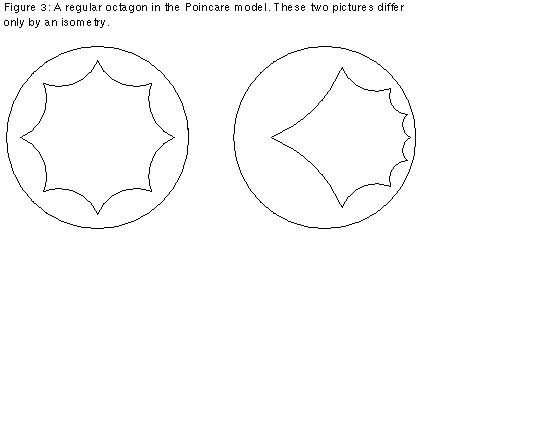 Figure 3: A regular octagon in the Poincare model. These two pictures differ
only by an isometry.